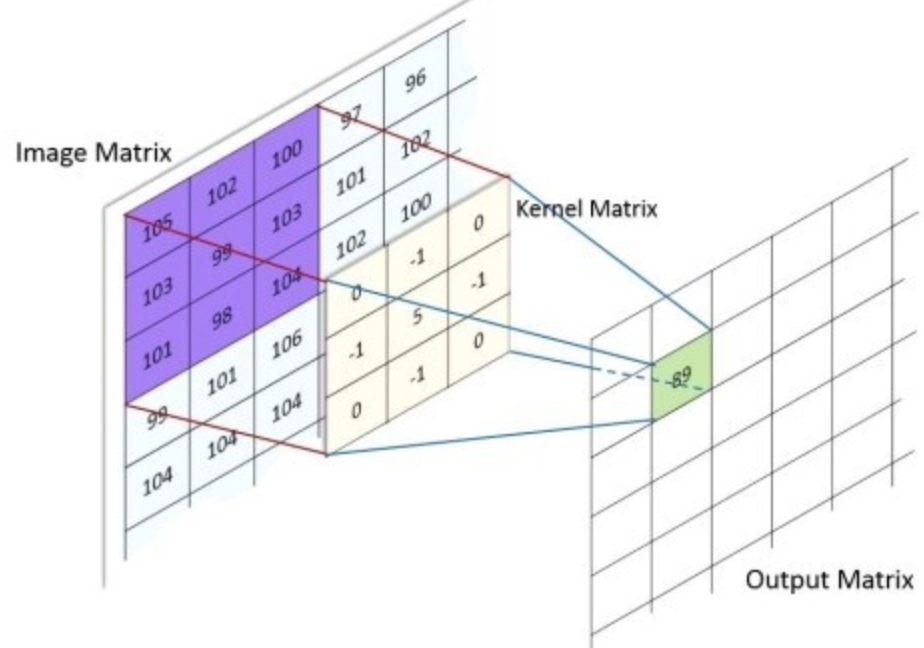 Image Matrix
105 102 100 97 96
103 99 103 101 102
101 98 104 102 100
99 101 106
104 104 104
Kernel Matrix
0 -1 0
-1 5 -1
0 -1 0
89
Output Matrix